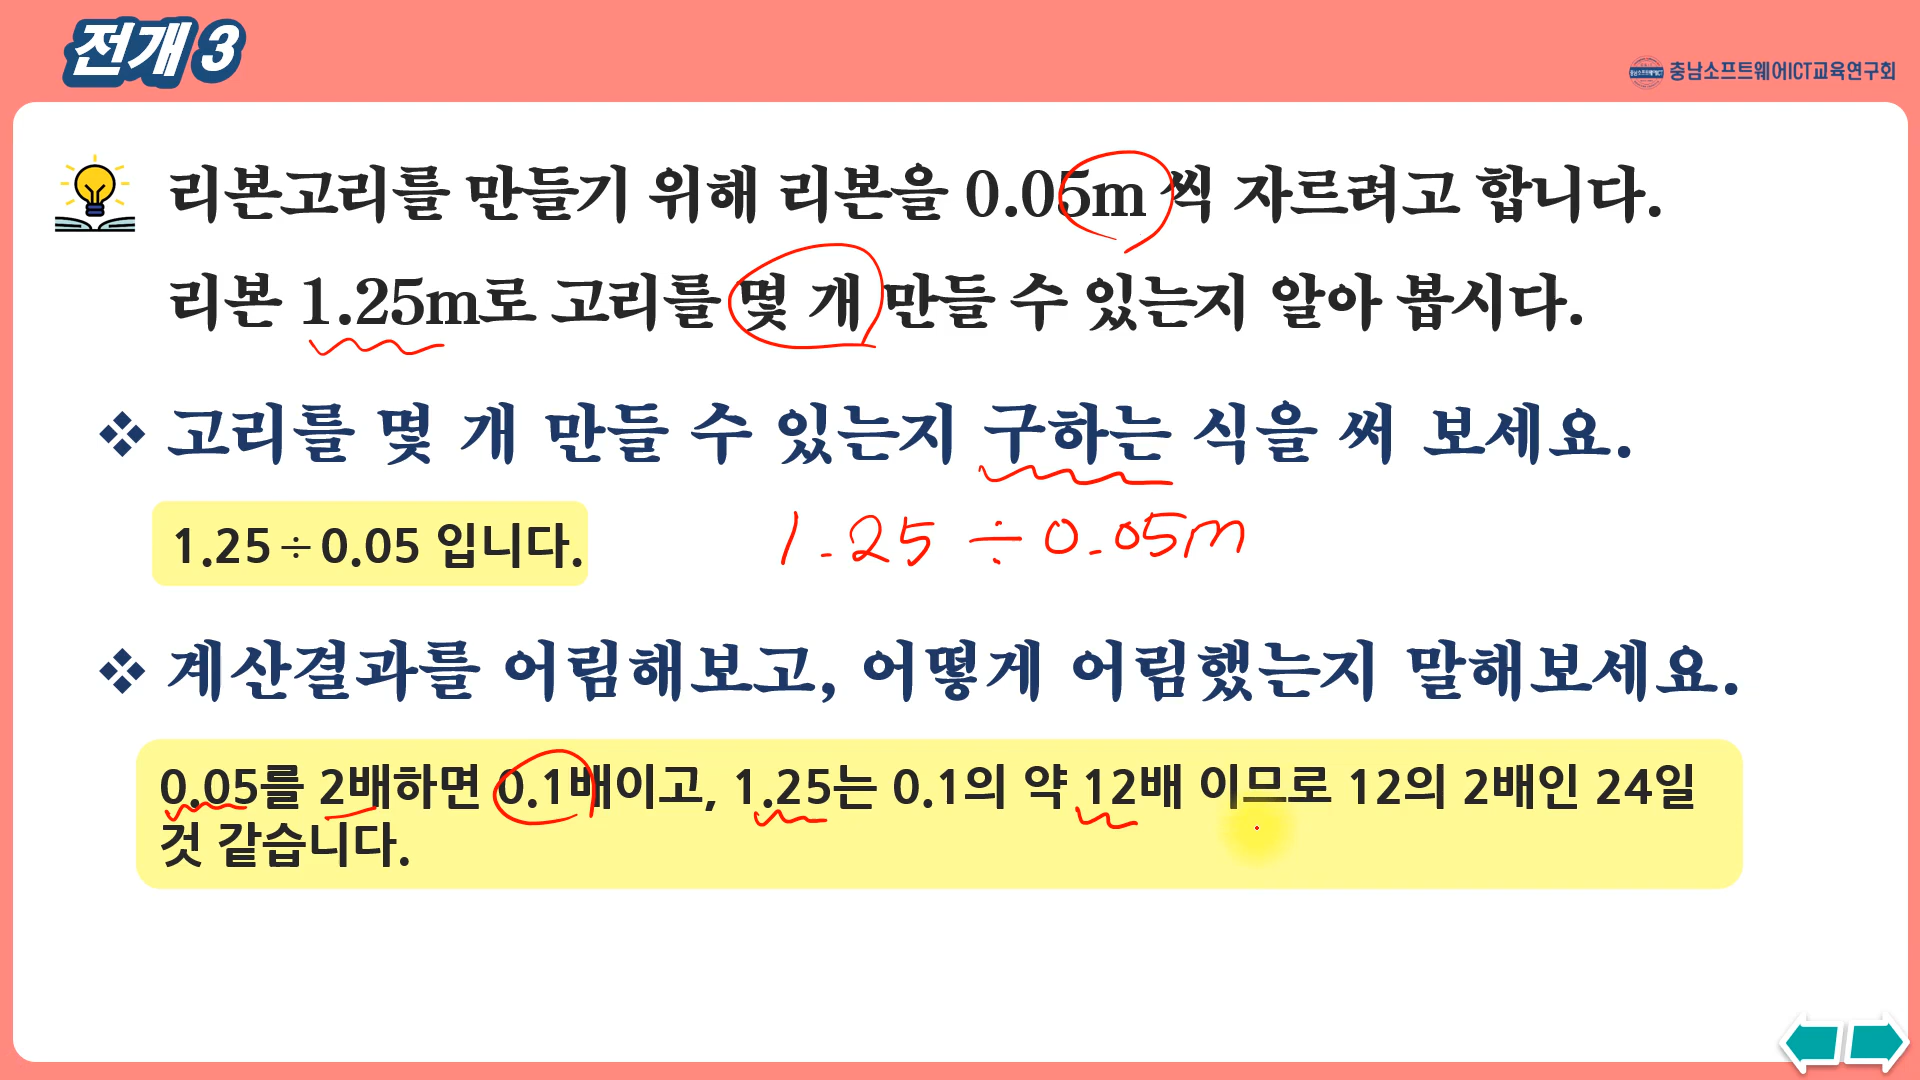 전개 3
충남소프트웨어ICT교육연구회
리본고리를 만들기 위해 리본을 0.05m 씩 자르려고 합니다.
리본 1.25m로 고리를 몇 개 만들 수 있는지 알아 봅시다.
❖ 고리를 몇 개 만들 수 있는지 구하는 식을 써 보세요.
1.25÷0.05 입니다.
1.25 ÷ 0.05m
❖ 계산결과를 어림해보고, 어떻게 어림했는지 말해보세요.
0.05를 2배하면 0.1배이고, 1.25는 0.1의 약 12배 이므로 12의 2배인 24일
것 같습니다.